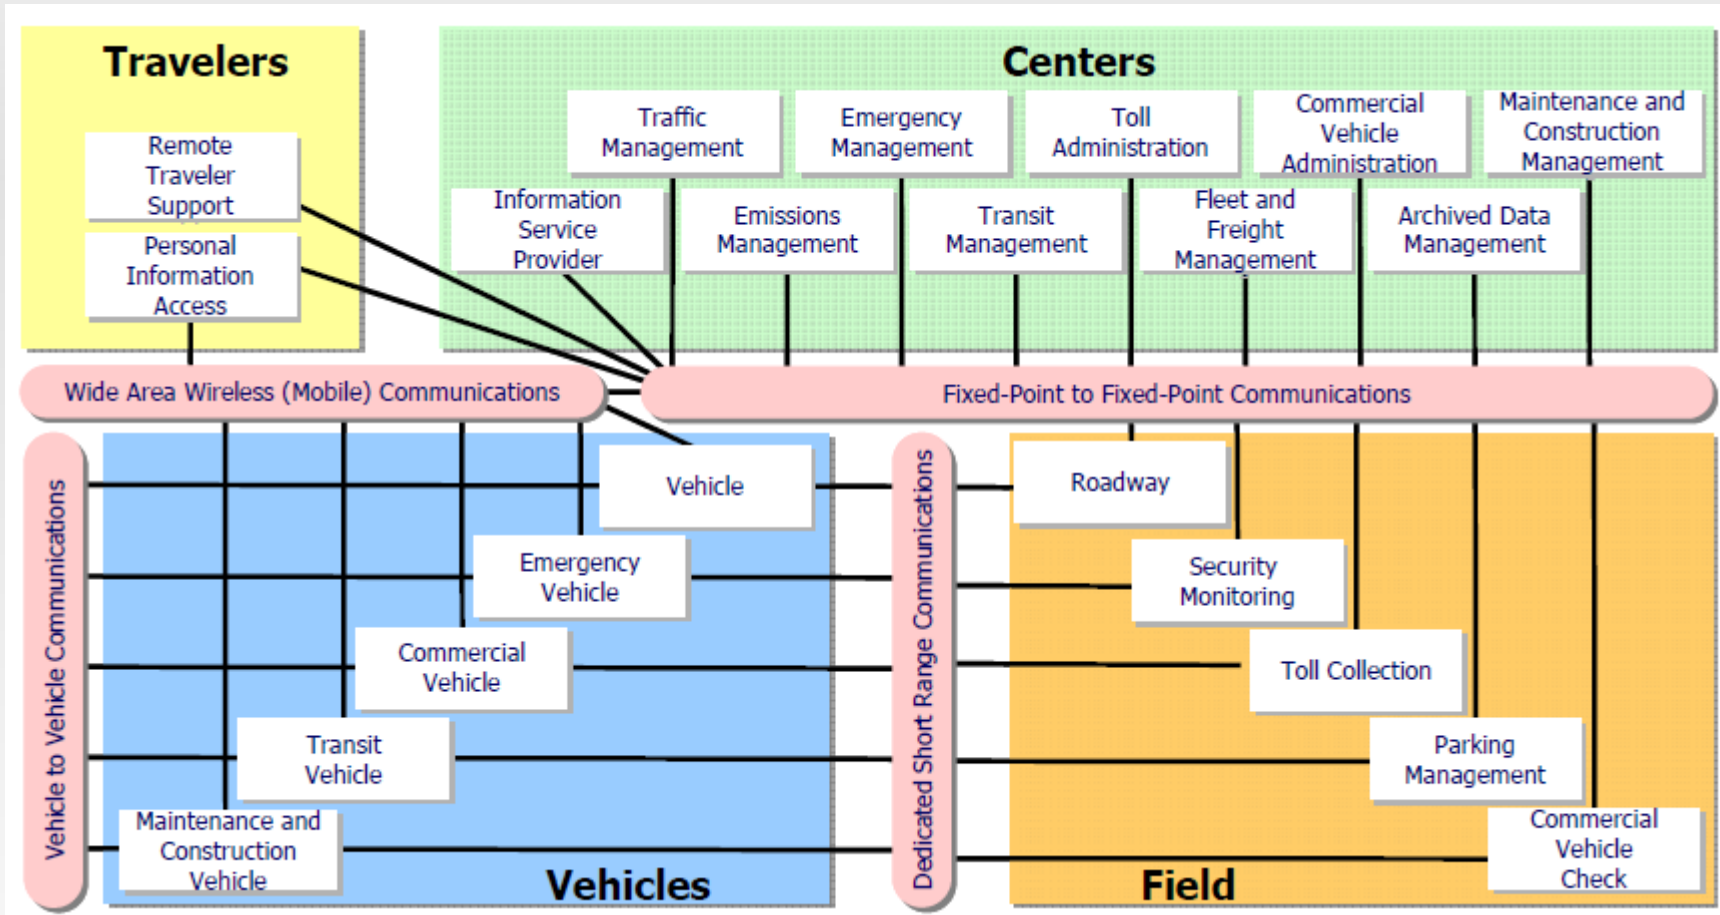 Travelers
Remote
Traveler
Support
Personal
Information
Access
Centers
Traffic
Management
Emergency
Management
Toll
Administration
Commercial
Vehicle
Administration
Maintenance and
Construction
Management
Information
Service
Provider
Emissions
Management
Transit
Management
Fleet and
Freight
Management
Archived Data
Management
Wide Area Wireless (Mobile) Communications
Fixed-Point to Fixed-Point Communications
Vehicle to Vehicle Communications
Vehicle
Emergency
Vehicle
Commercial
Vehicle
Transit
Vehicle
Maintenance and
Construction
Vehicle
Vehicles
Dedicated Short Range Communications
Roadway
Security
Monitoring
Toll Collection
Parking
Management
Commercial
Vehicle
Check
Field